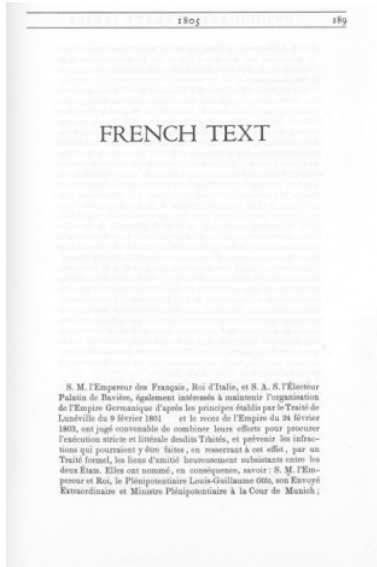 1805 189
FRENCH TEXT
S. M. l'Empereur des Français, Roi d'Italie, et S. A. S. l'Électeur
Palatin de Bavière, également intéressés à maintenir l'organisation
de l'Empire Germanique d'après les principes établis par le Traité de
Lunéville du 9 février 1801 et le recez de l'Empire du 24 février
1803, ont jugé convenable de combiner leurs efforts pour procurer
l'exécution stricte et littérale desdits Traités, et prévenir les infrac-
tions qui pourraient y être faites, en resserrant à cet effet, par un
Traité formel, les liens d'amitié heureusement subsistants entre les
deux États. Elles ont nommé, en conséquence, savoir : S. M. l'Em-
pereur et Roi, le Plénipotentiaire Louis-Guillaume Otto, son Envoyé
Extraordinaire et Ministre Plénipotentiaire à la Cour de Munich ;